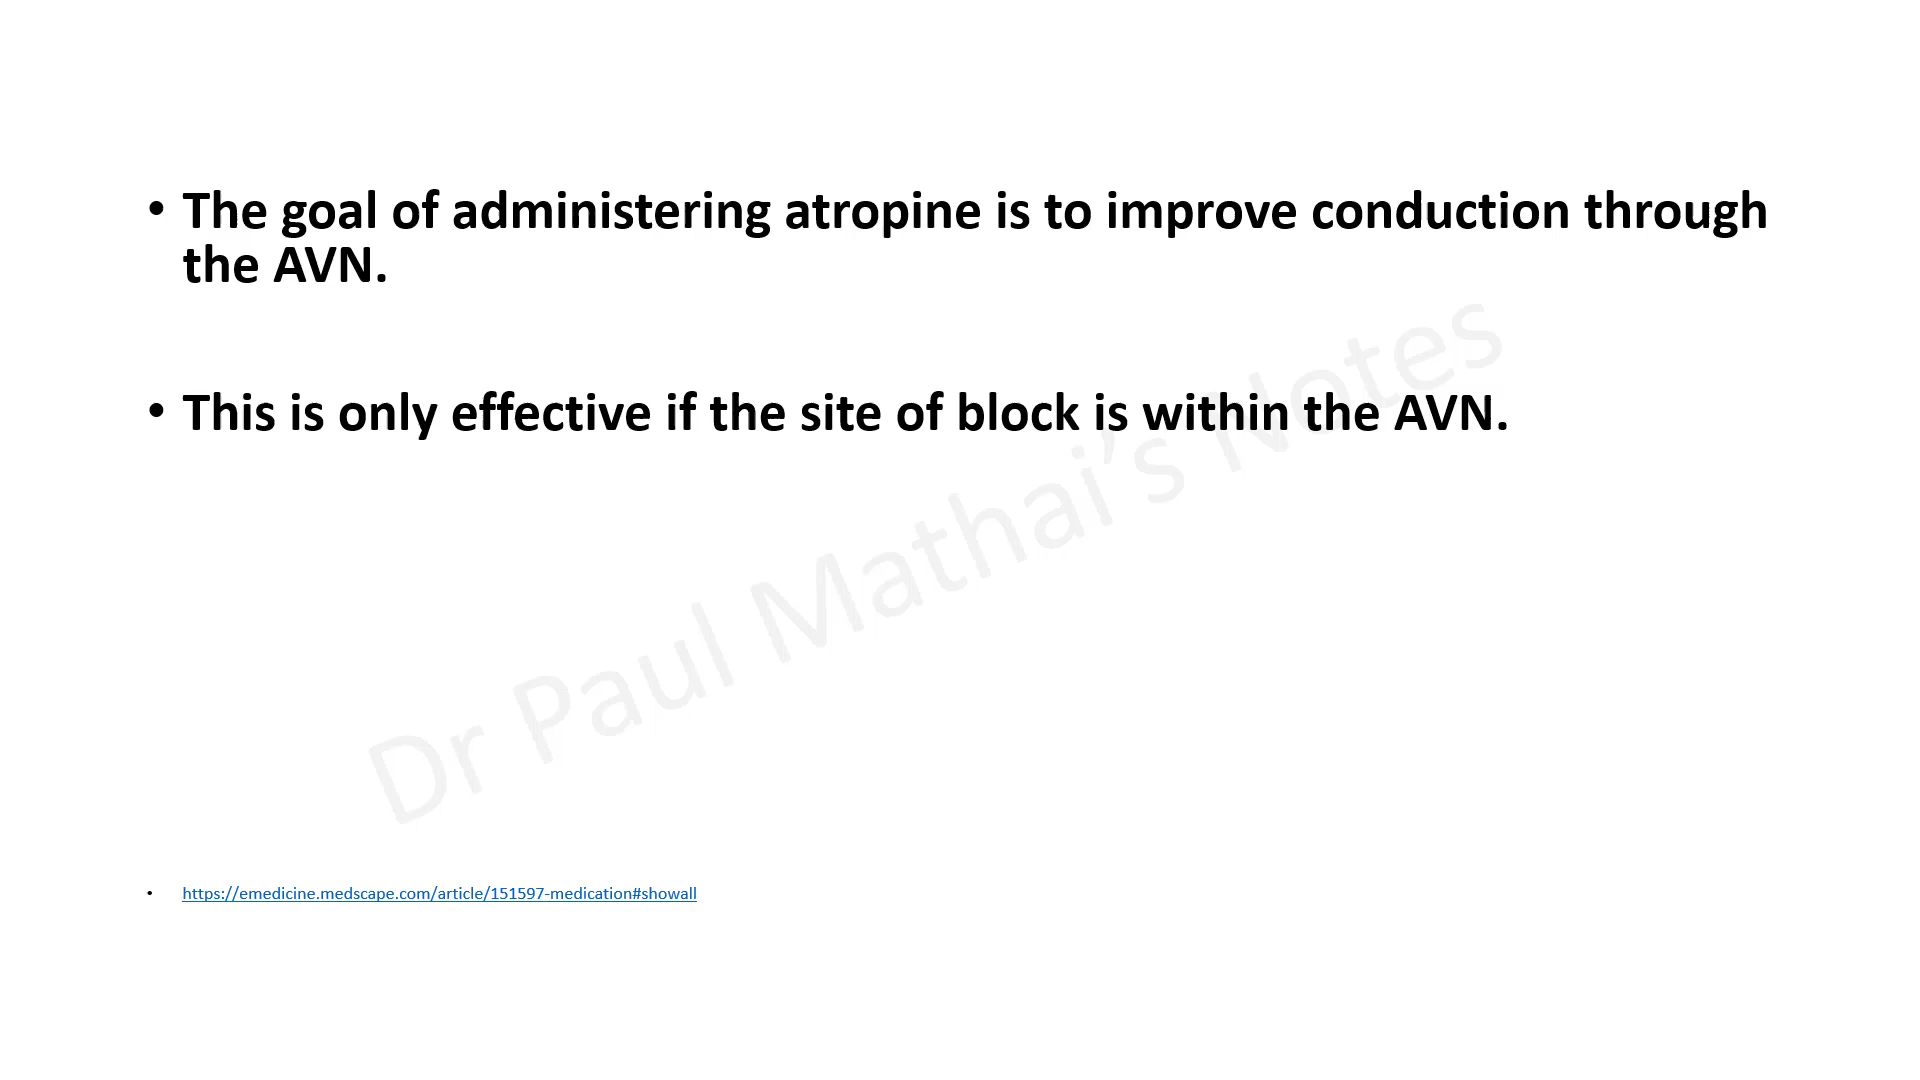 • The goal of administering atropine is to improve conduction through
the AVN.
• This is only effective if the site of block is within the AVN.
Dr Paul Mathai’s Notes
• https://emedicine.medscape.com/article/151597-medication#showall